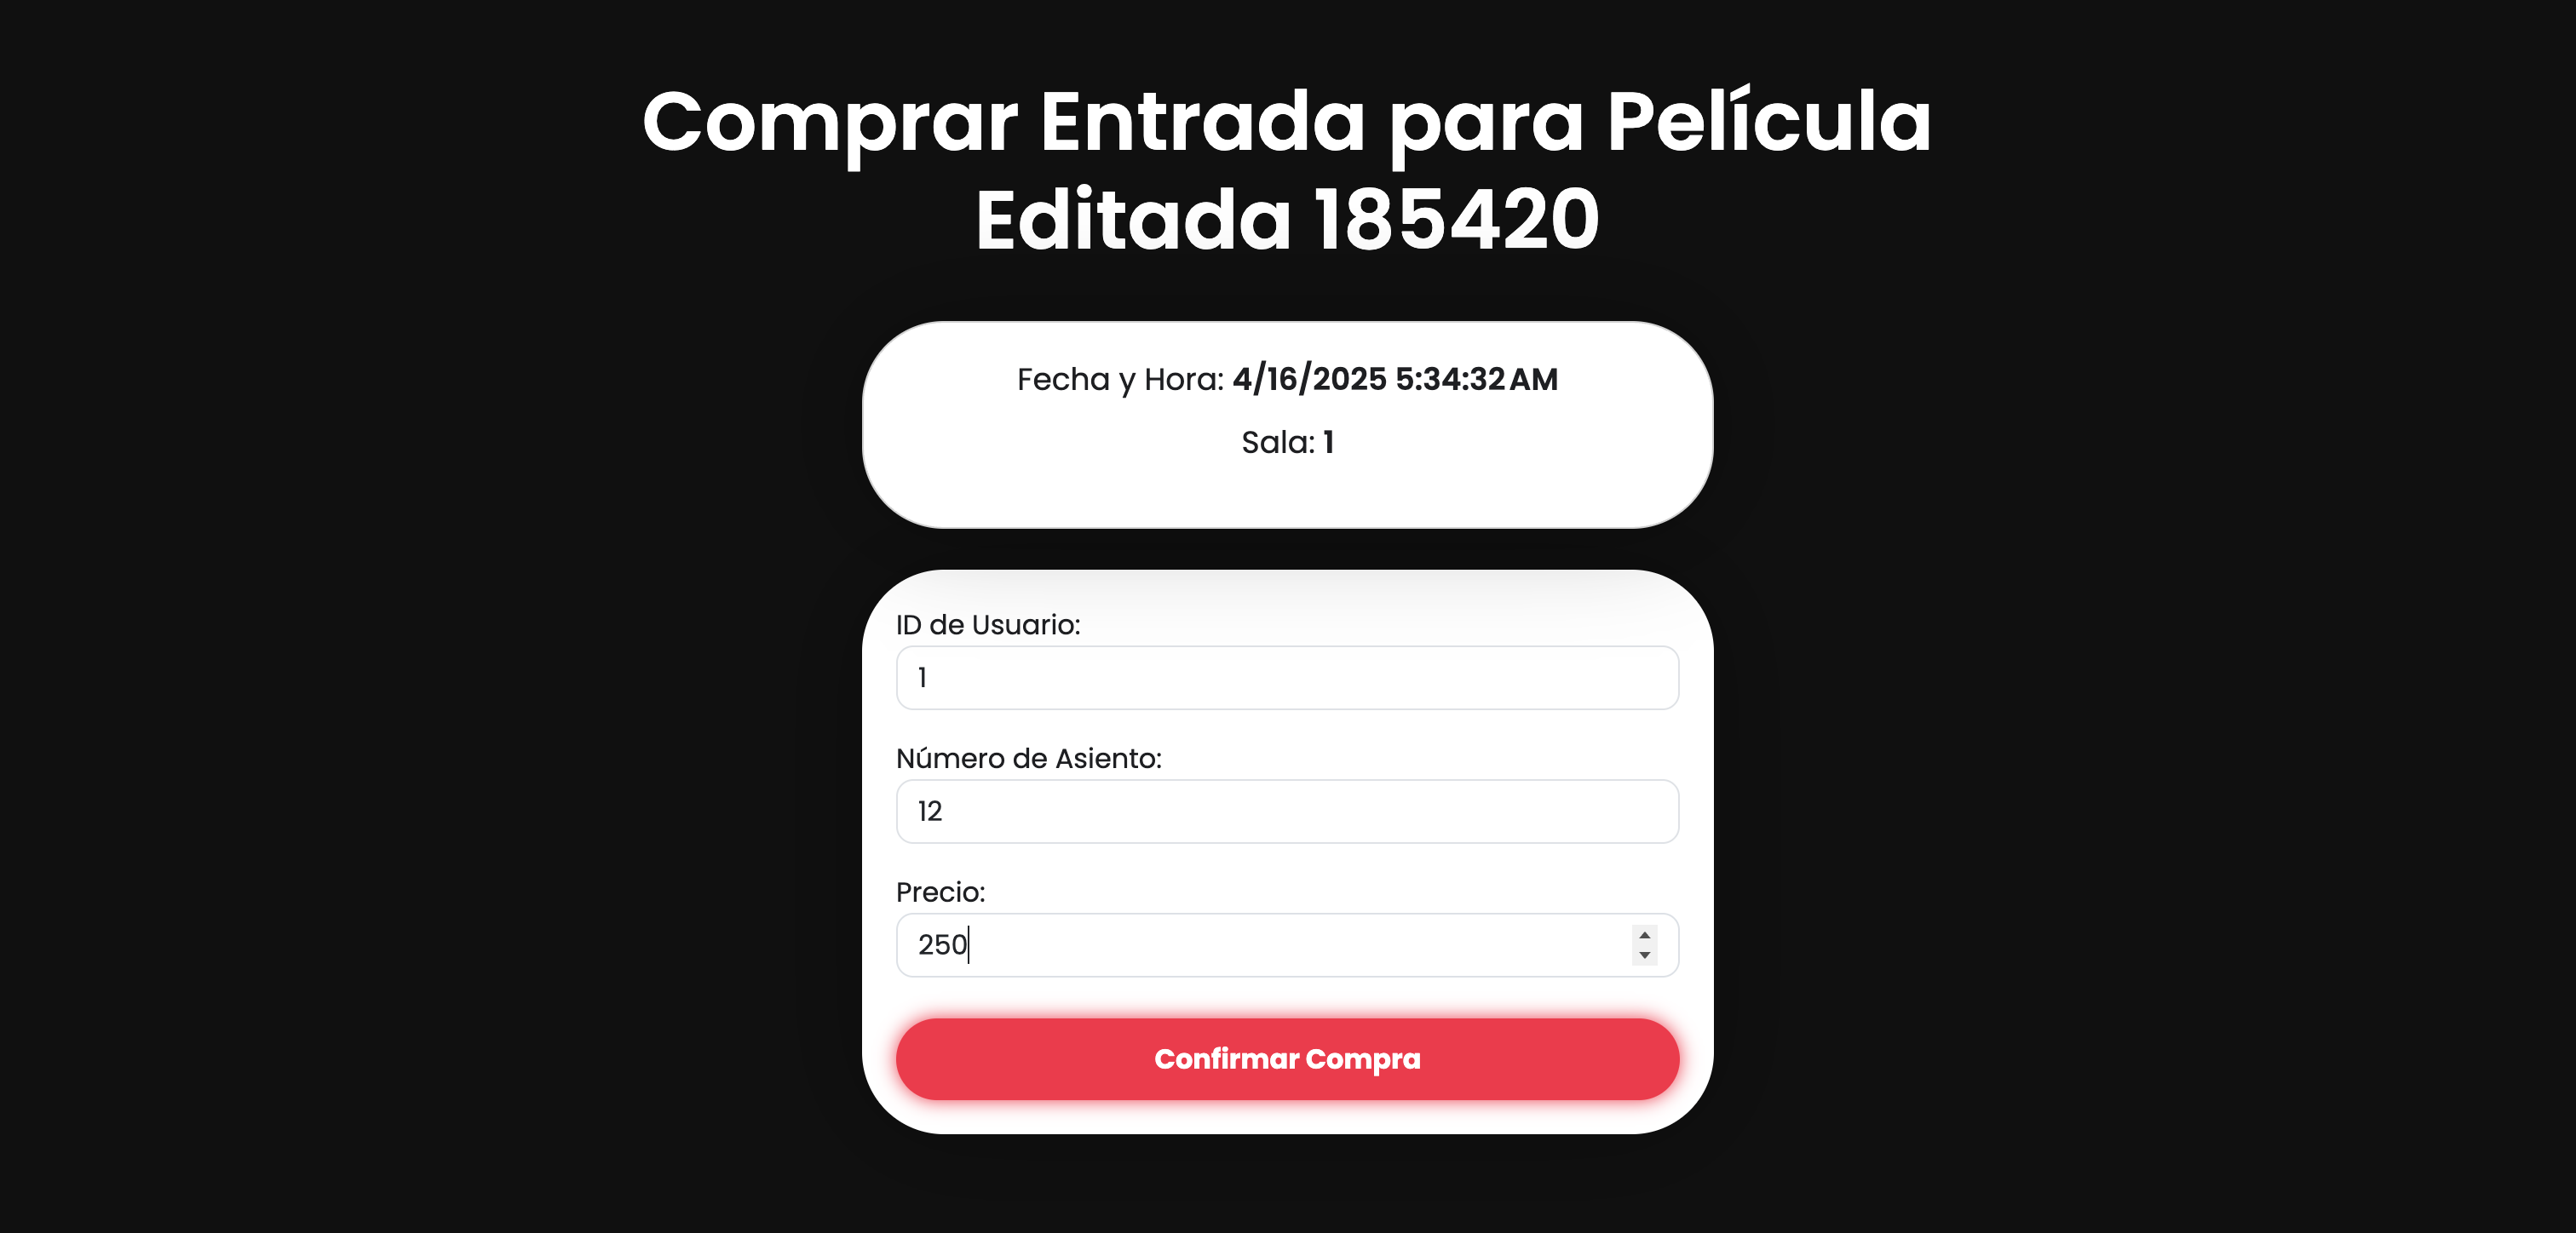 Comprar Entrada para Película
Editada 185420
Fecha y Hora: 4/16/2025 5:34:32 AM
Sala: 1
ID de Usuario:
1
Número de Asiento:
12
Precio:
250
Confirmar Compra